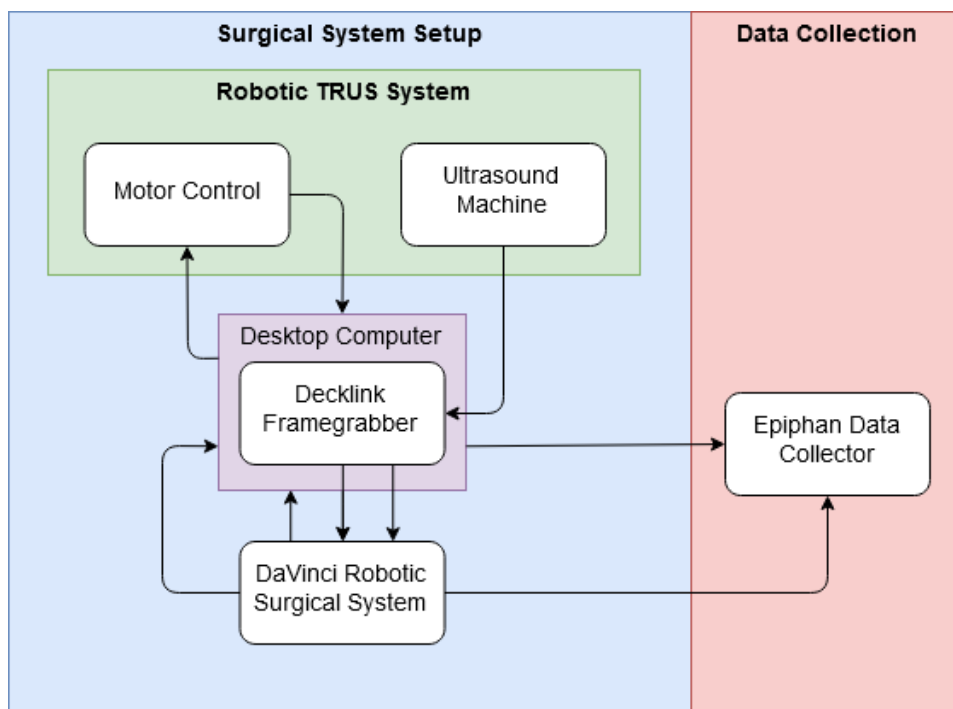 Surgical System Setup
Data Collection
Robotic TRUS System
Motor Control
Ultrasound
Machine
Desktop Computer
Decklink
Framegrabber
Epiphan Data
Collector
DaVinci Robotic
Surgical System